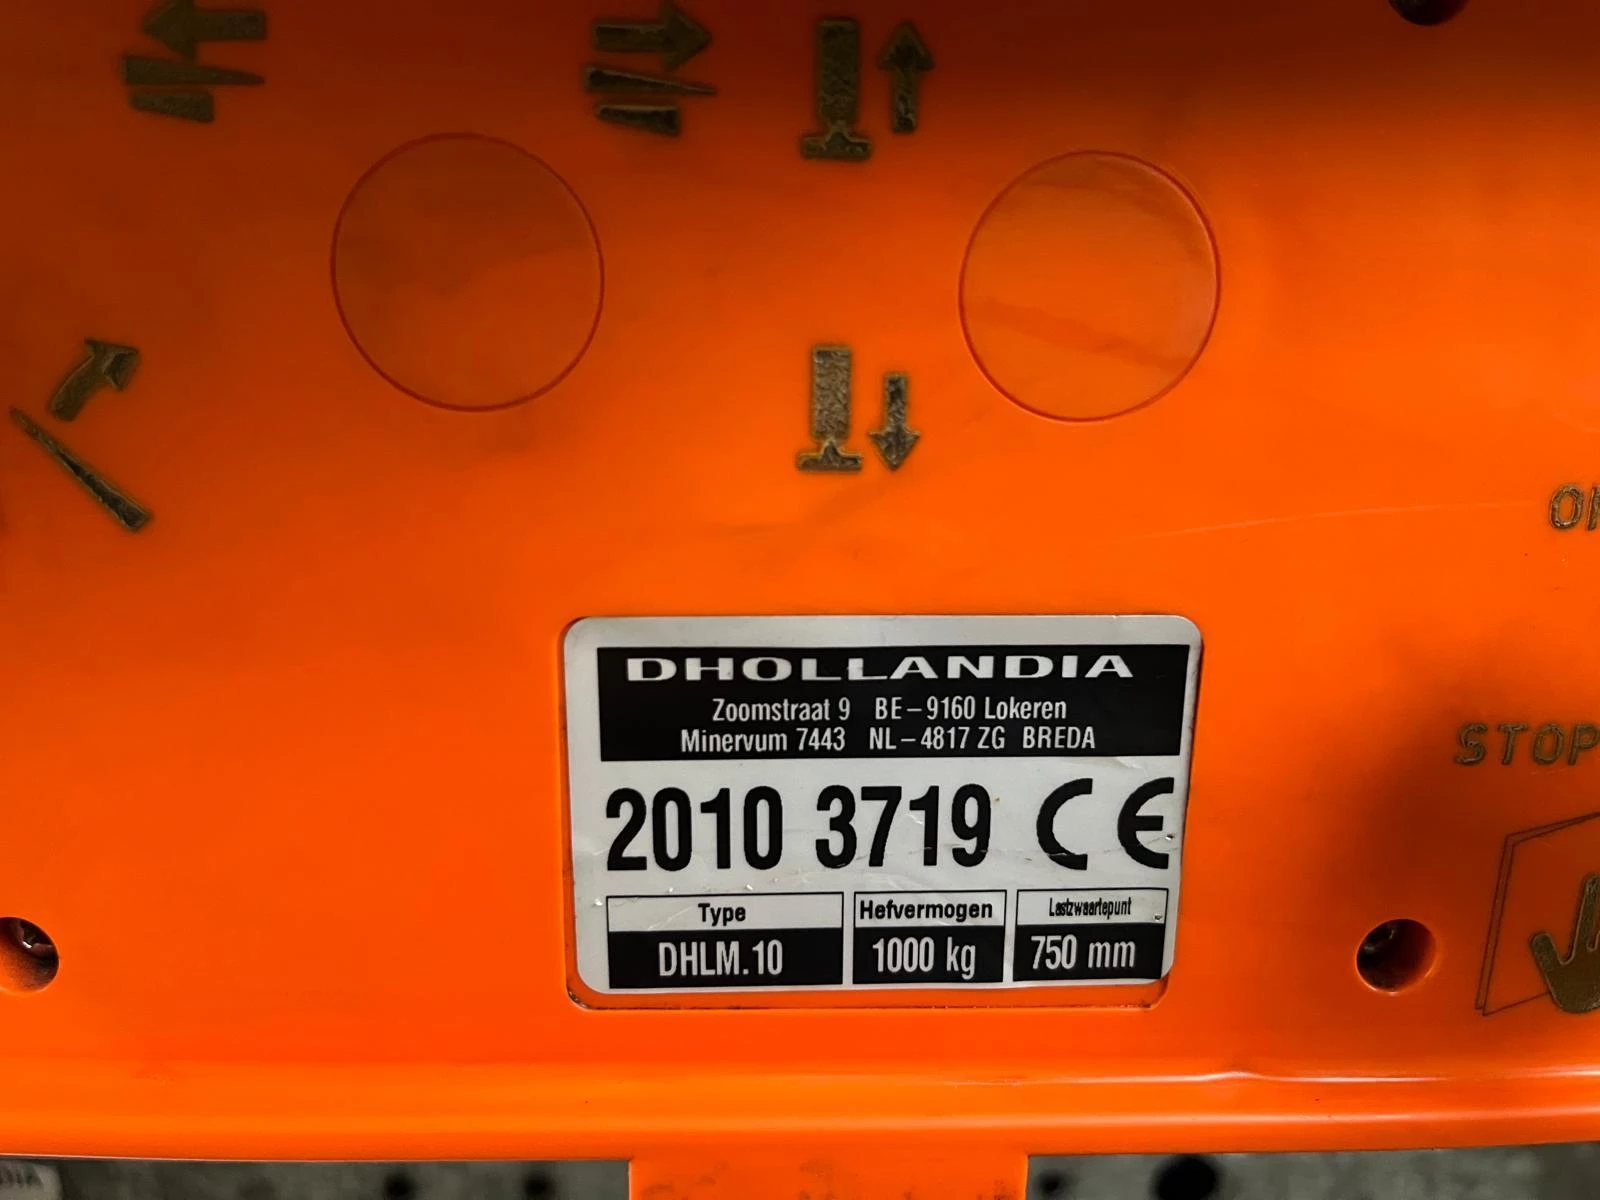 STOP
DHOLLANDIA
Zoomstraat 9 BE-9160 Lokeren
Minervum 7443 NL-4817 ZG BREDA
2010 3719 CE
Type Hefvermogen Lastzwaartepunt
DHLM.10 1000 kg 750 mm